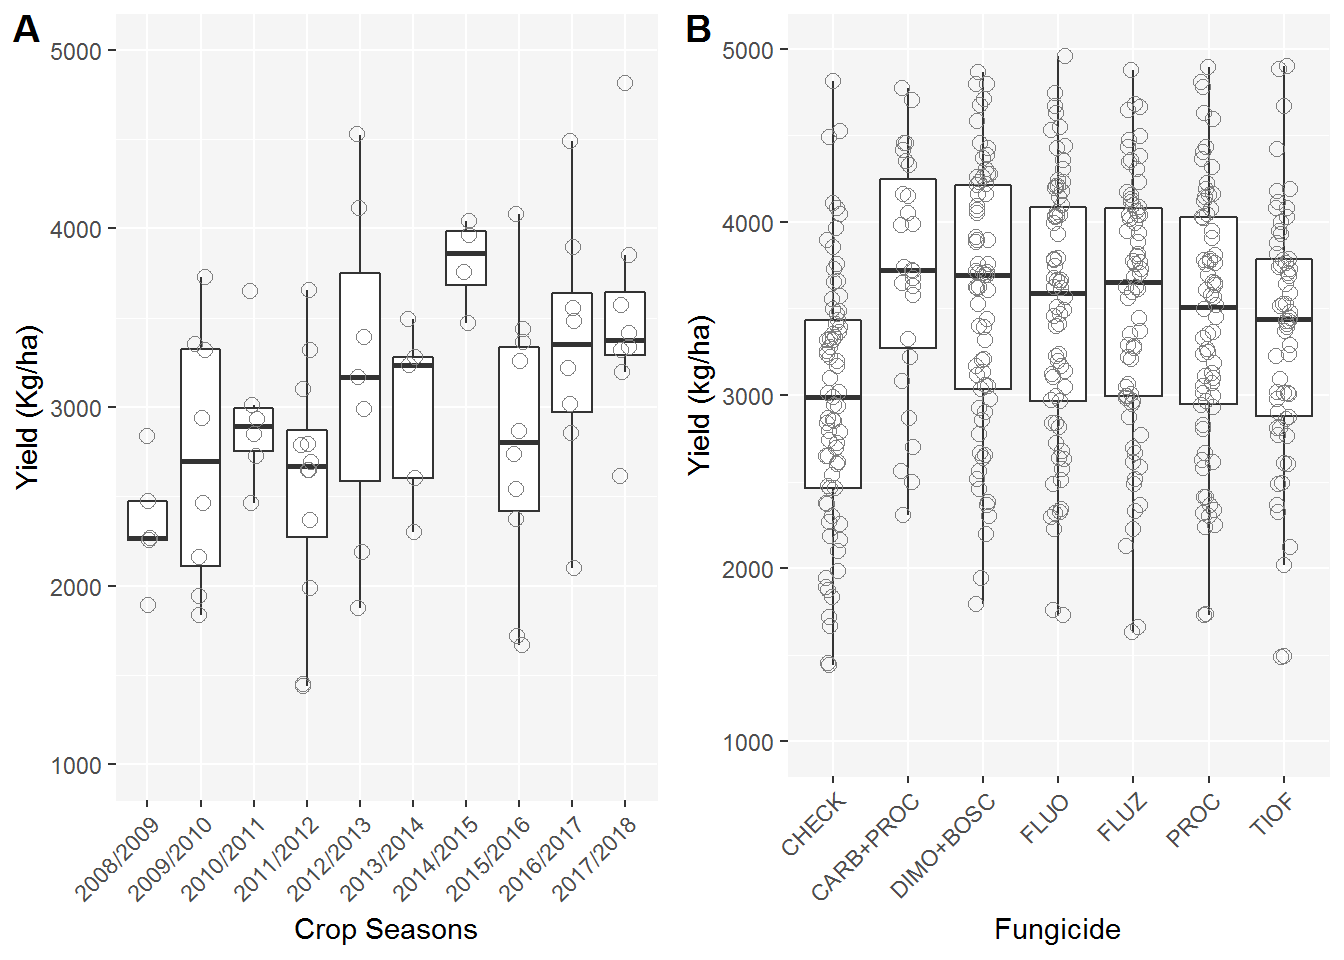 A
Yield (Kg/ha)
5000
4000
3000
2000
1000
2008/2009
2009/2010
2010/2011
2011/2012
2012/2013
2013/2014
2014/2015
2015/2016
2016/2017
2017/2018
Crop Seasons
B
Yield (kg/ha)
5000
4000
3000
2000
1000
CHECK
CARB+PROC
DIMO+BOSC
FLUO
FLUZ
PROC
TIOF
Fungicide